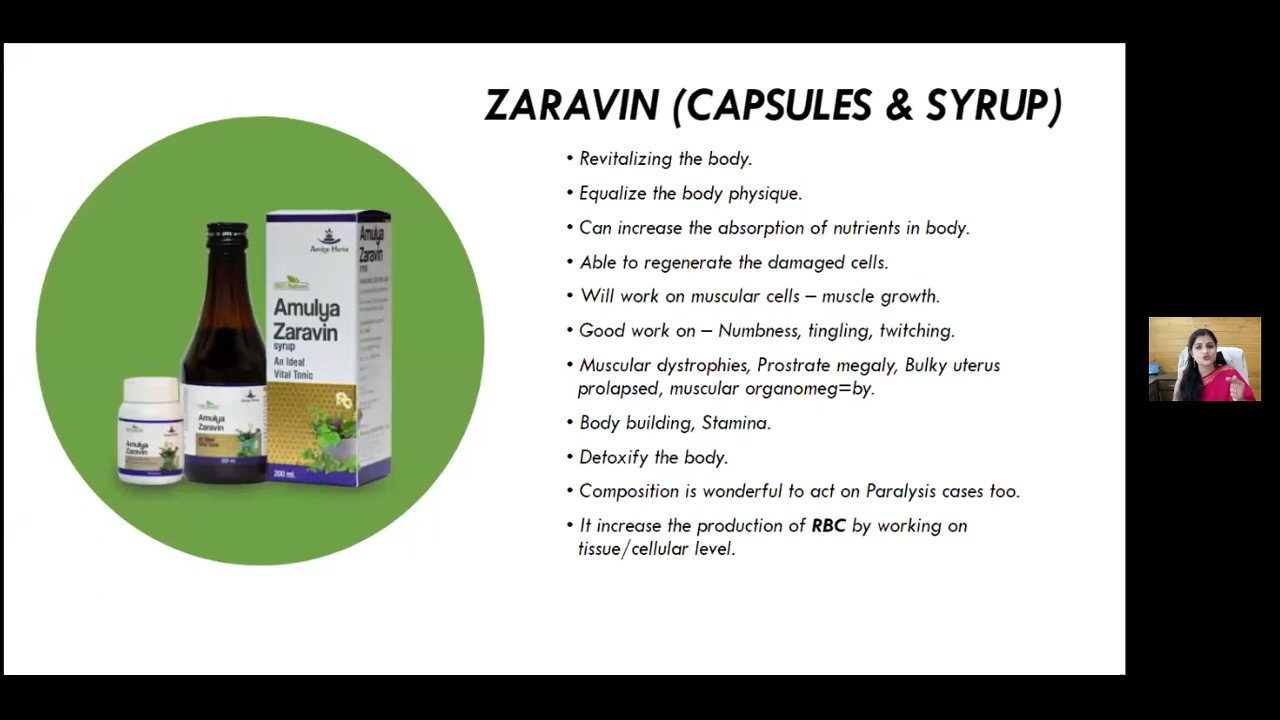 ZARAVIN (CAPSULES & SYRUP)
• Revitalizing the body.
• Equalize the body physique.
• Can increase the absorption of nutrients in body.
• Able to regenerate the damaged cells.
• Will work on muscular cells – muscle growth.
• Good work on – Numbness, tingling, twitching.
• Muscular dystrophies, Prostrate megaly, Bulky uterus
prolapsed, muscular organomeg=by.
• Body building, Stamina.
• Detoxify the body.
• Composition is wonderful to act on Paralysis cases too.
• It increase the production of RBC by working on
tissue/cellular level.
Amulya
Zaravin
syrup
An Ideal
Vital Tonic
200 ml.
Amulya
Zaravin
Amulya
Zaravin
Amulya
Zaravin